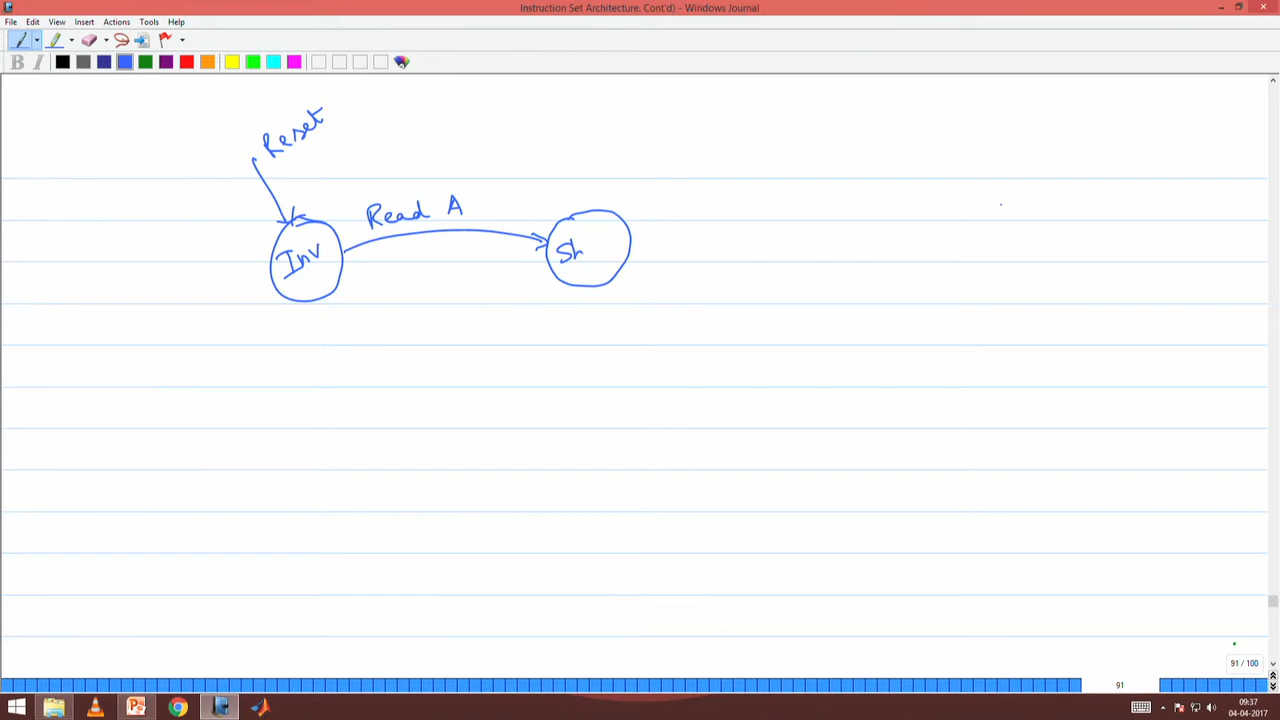 Instruction Set Architecture. Cont'd) - Windows Journal
File Edit View Insert Actions Tools Help
B I
Reset
Read A
Inv
Sh
91 / 100
91
09:37
04-04-2017